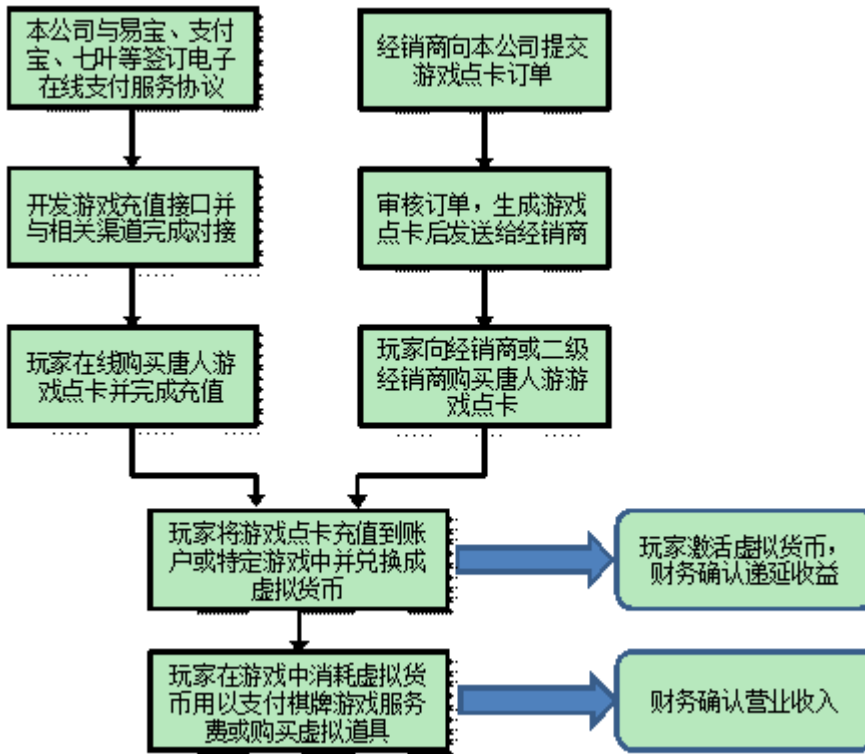 本公司与易宝、支付
宝、七叶等签订电子
在线支付服务协议
经销商向本公司提交
游戏点卡订单
开发游戏充值接口并
与相关渠道完成对接
审核订单，生成游戏
点卡后发送给经销商
玩家在线购买唐人游
戏点卡并完成充值
玩家向经销商或二级
经销商购买唐人游游
戏点卡
玩家将游戏点卡充值到账
户或特定游戏中并兑换成
虚拟货币
玩家激活虚拟货币，
财务确认递延收益
玩家在游戏中消耗虚拟货
币用以支付棋牌游戏服务
费或购买虚拟道具
财务确认营业收入